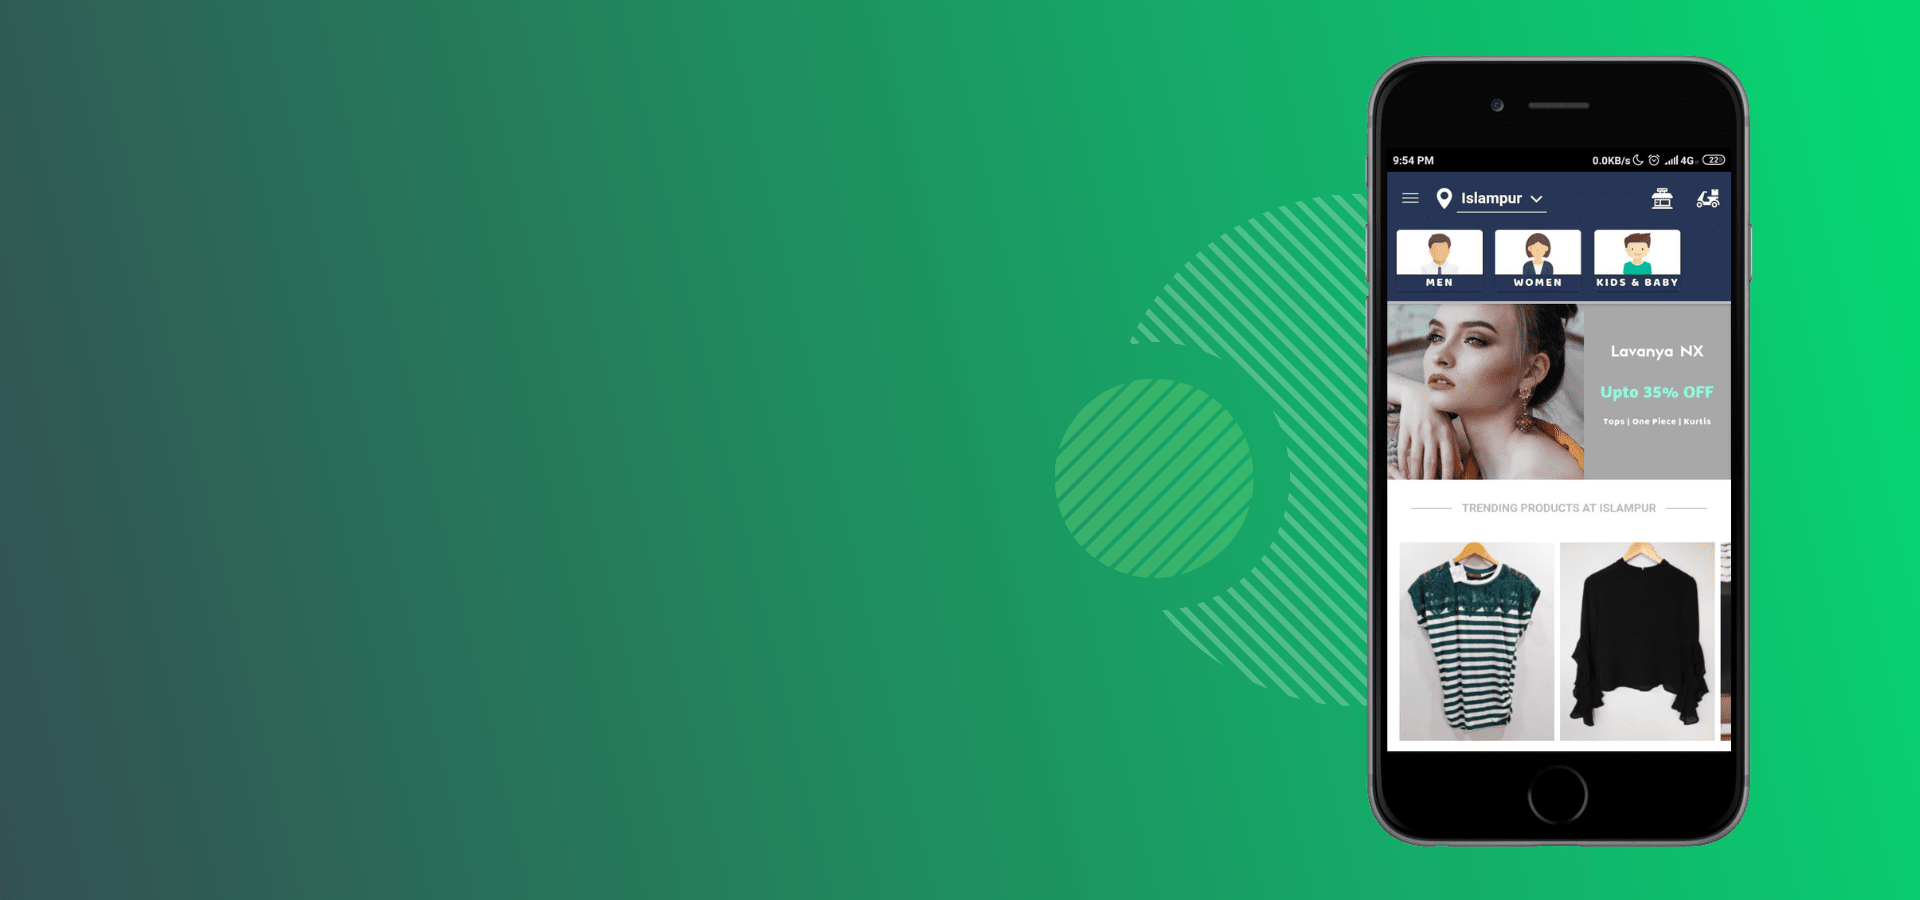 9:54 PM
0.0KB/s 4G 22
Islampur
MEN
WOMEN
KIDS & BABY
Lavanya NX
Upto 35% OFF
Tops | One Piece | Kurtis
TRENDING PRODUCTS AT ISLAMPUR